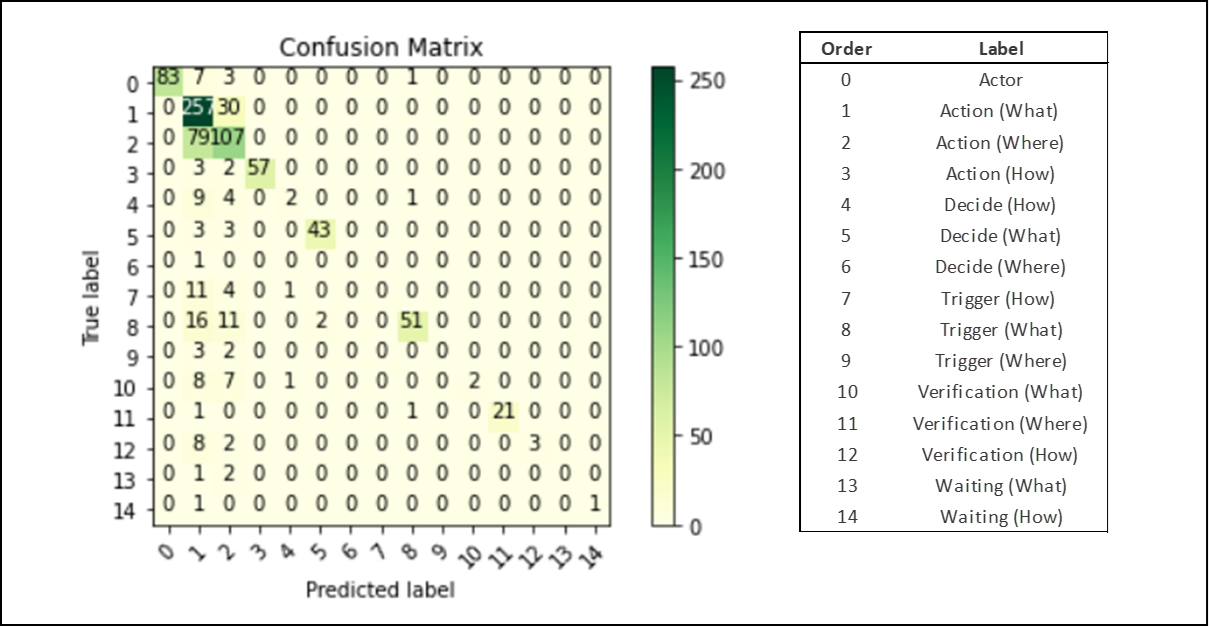 Confusion Matrix
0 83 7 3 0 0 0 0 0 1 0 0 0 0 0 0
1 0 257 30 0 0 0 0 0 0 0 0 0 0 0 0
2 0 79 107 0 0 0 0 0 0 0 0 0 0 0 0
3 0 3 2 57 0 0 0 0 0 0 0 0 0 0 0
4 0 9 4 0 2 0 0 0 1 0 0 0 0 0 0
5 0 3 3 0 0 43 0 0 0 0 0 0 0 0 0
6 0 1 0 0 0 0 0 0 0 0 0 0 0 0 0
7 0 11 4 0 1 0 0 0 0 0 0 0 0 0 0
8 0 16 11 0 0 2 0 0 51 0 0 0 0 0 0
9 0 3 2 0 0 0 0 0 0 0 0 0 0 0 0
10 0 8 7 0 1 0 0 0 0 0 2 0 0 0 0
11 0 1 0 0 0 0 0 0 1 0 0 21 0 0 0
12 0 8 2 0 0 0 0 0 0 0 0 0 3 0 0
13 0 1 2 0 0 0 0 0 0 0 0 0 0 0 0
14 0 1 0 0 0 0 0 0 0 0 0 0 0 0 1
0 1 2 3 4 5 6 7 8 9 10 11 12 13 14
True label
Predicted label
250
200
150
100
50
0
Order Label
0 Actor
1 Action (What)
2 Action (Where)
3 Action (How)
4 Decide (How)
5 Decide (What)
6 Decide (Where)
7 Trigger (How)
8 Trigger (What)
9 Trigger (Where)
10 Verification (What)
11 Verification (Where)
12 Verification (How)
13 Waiting (What)
14 Waiting (How)